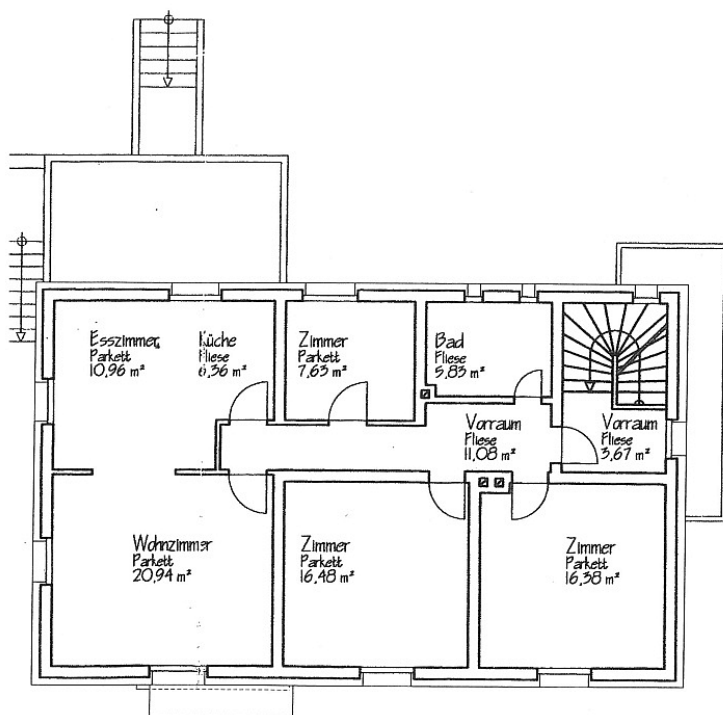 Esszimmer
Parkett
10,96 m²
Küche
Fliese
6,36 m²
Zimmer
Parkett
7,63 m²
Bad
Fliese
5,83 m²
Vorraum
Fliese
11,08 m²
Vorraum
Fliese
3,67 m²
Wohnzimmer
Parkett
20,94 m²
Zimmer
Parkett
16,48 m²
Zimmer
Parkett
16,38 m²